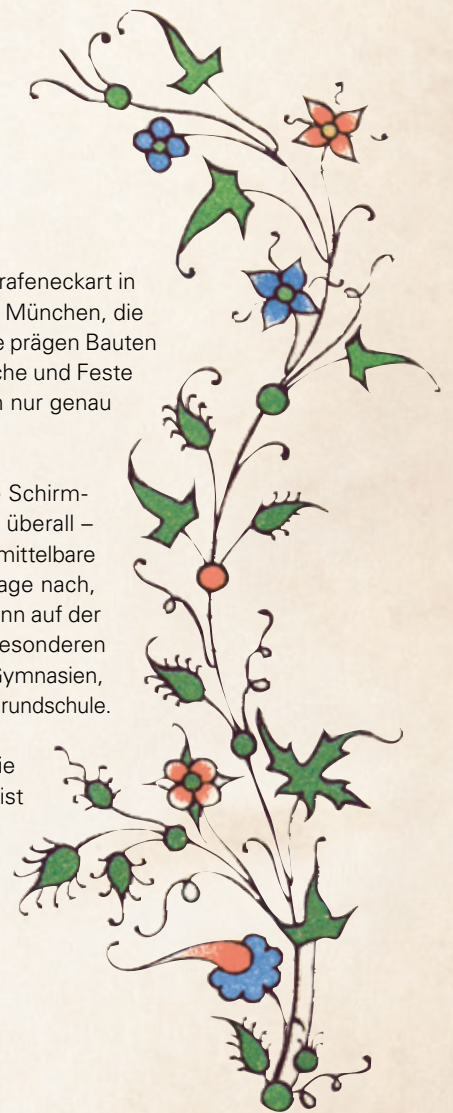 rafeneckart in
München, die
e prägen Bauten
che und Feste
n nur genau
Schirm-
überall –
mittelbare
age nach,
nn auf der
esonderen
Gymnasien,
rundschule.
ie
ist